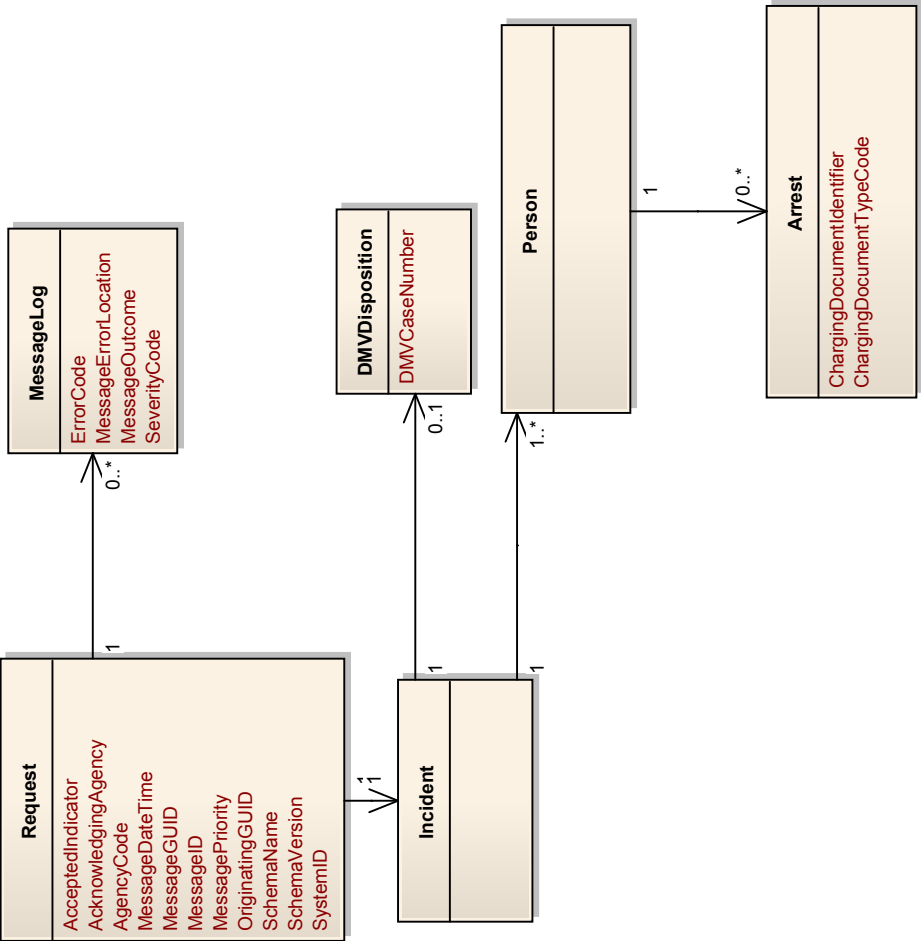 MessageLog
ErrorCode
MessageErrorLocation
MessageOutcome
SeverityCode
0..*
1
Request
AcceptedIndicator
AcknowledgingAgency
AgencyCode
MessageDateTime
MessageGUID
MessageID
MessagePriority
OriginatingGUID
SchemaName
SchemaVersion
SystemID
1
1
Incident
1
0..1
DMVDisposition
DMVCaseNumber
1
1..*
Person
1
0..*
Arrest
ChargingDocumentIdentifier
ChargingDocumentTypeCode